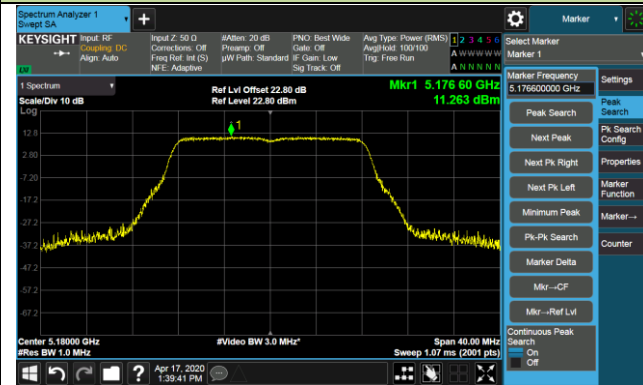 Spectrum Analyzer 1
Swept SA
+
Marker
KEYSIGHT
Input: RF
Coupling: DC
Align: Auto
Input Z: 50 Ω
Corrections: Off
Freq Ref: Int (S)
NFE: Adaptive
#Atten: 20 dB
Preamp: Off
µW Path: Standard
PNO: Best Wide
Gate: Off
IF Gain: Low
Sig Track: Off
Avg Type: Power (RMS)
Avg|Hold: 100/100
Trig: Free Run
1 2 3 4 5 6
A W W W W W
A N N N N N
Select Marker
Marker 1
1 Spectrum
Scale/Div 10 dB
Log
Ref Lvl Offset 22.80 dB
Ref Level 22.80 dBm
Mkr1 5.176 60 GHz
11.263 dBm
1
12.8
2.80
-7.20
-17.2
-27.2
-37.2
-47.2
-57.2
-67.2
Center 5.18000 GHz
#Res BW 1.0 MHz
#Video BW 3.0 MHz*
Span 40.00 MHz
Sweep 1.07 ms (2001 pts)
Marker Frequency
5.176600000 GHz
Peak Search
Next Peak
Next Pk Right
Next Pk Left
Minimum Peak
Pk-Pk Search
Marker Delta
Mkr→CF
Mkr→Ref Lvl
Continuous Peak
Search
On
Off
Settings
Peak
Search
Pk Search
Config
Properties
Marker
Function
Marker→
Counter
?
Apr 17, 2020
1:39:41 PM